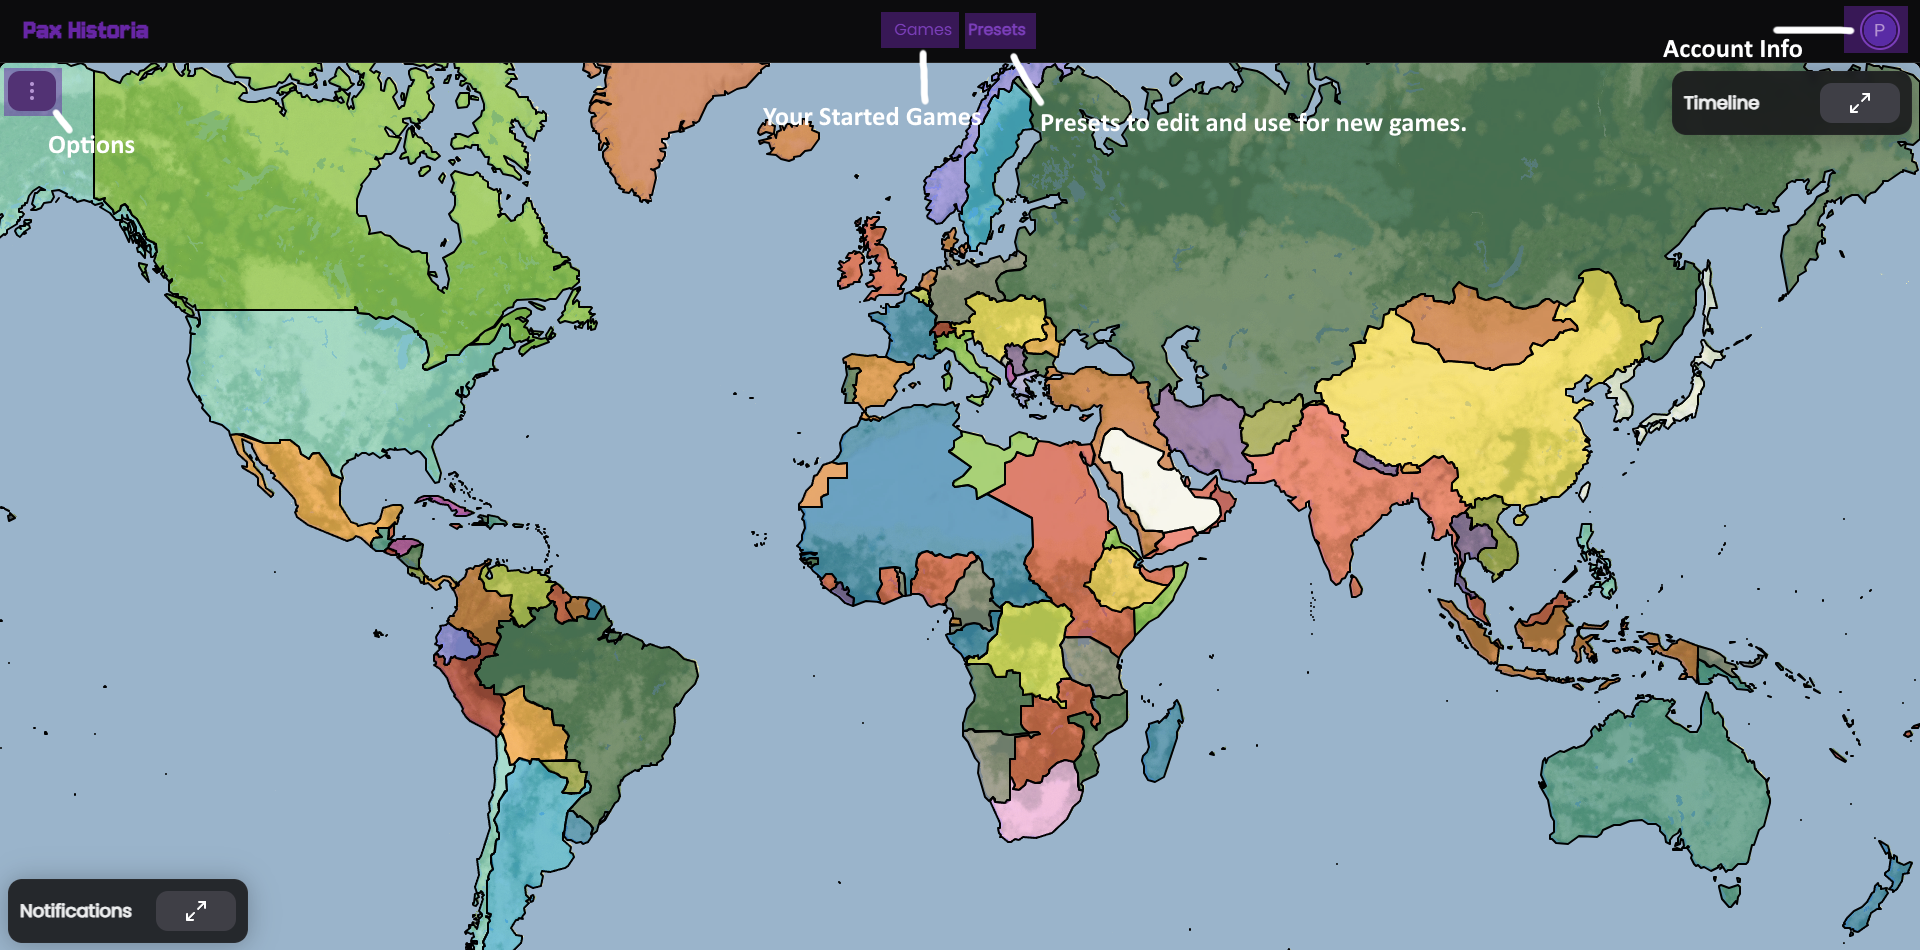 Pax Historia
Games
Presets
P
Account Info
Timeline
Your Started Games
Presets to edit and use for new games.
Options
Notifications